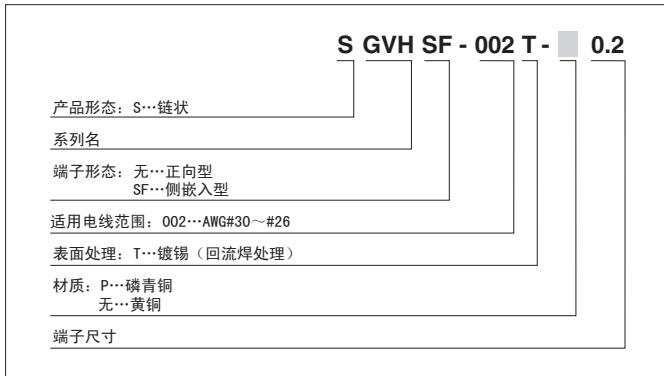 S GVH SF - 002 T - 0.2
产品形态：S…链状
系列名
端子形态：无…正向型
SF…侧嵌入型
适用电线范围：002…AWG#30～#26
表面处理：T…镀锡（回流焊处理）
材质：P…磷青铜
无…黄铜
端子尺寸